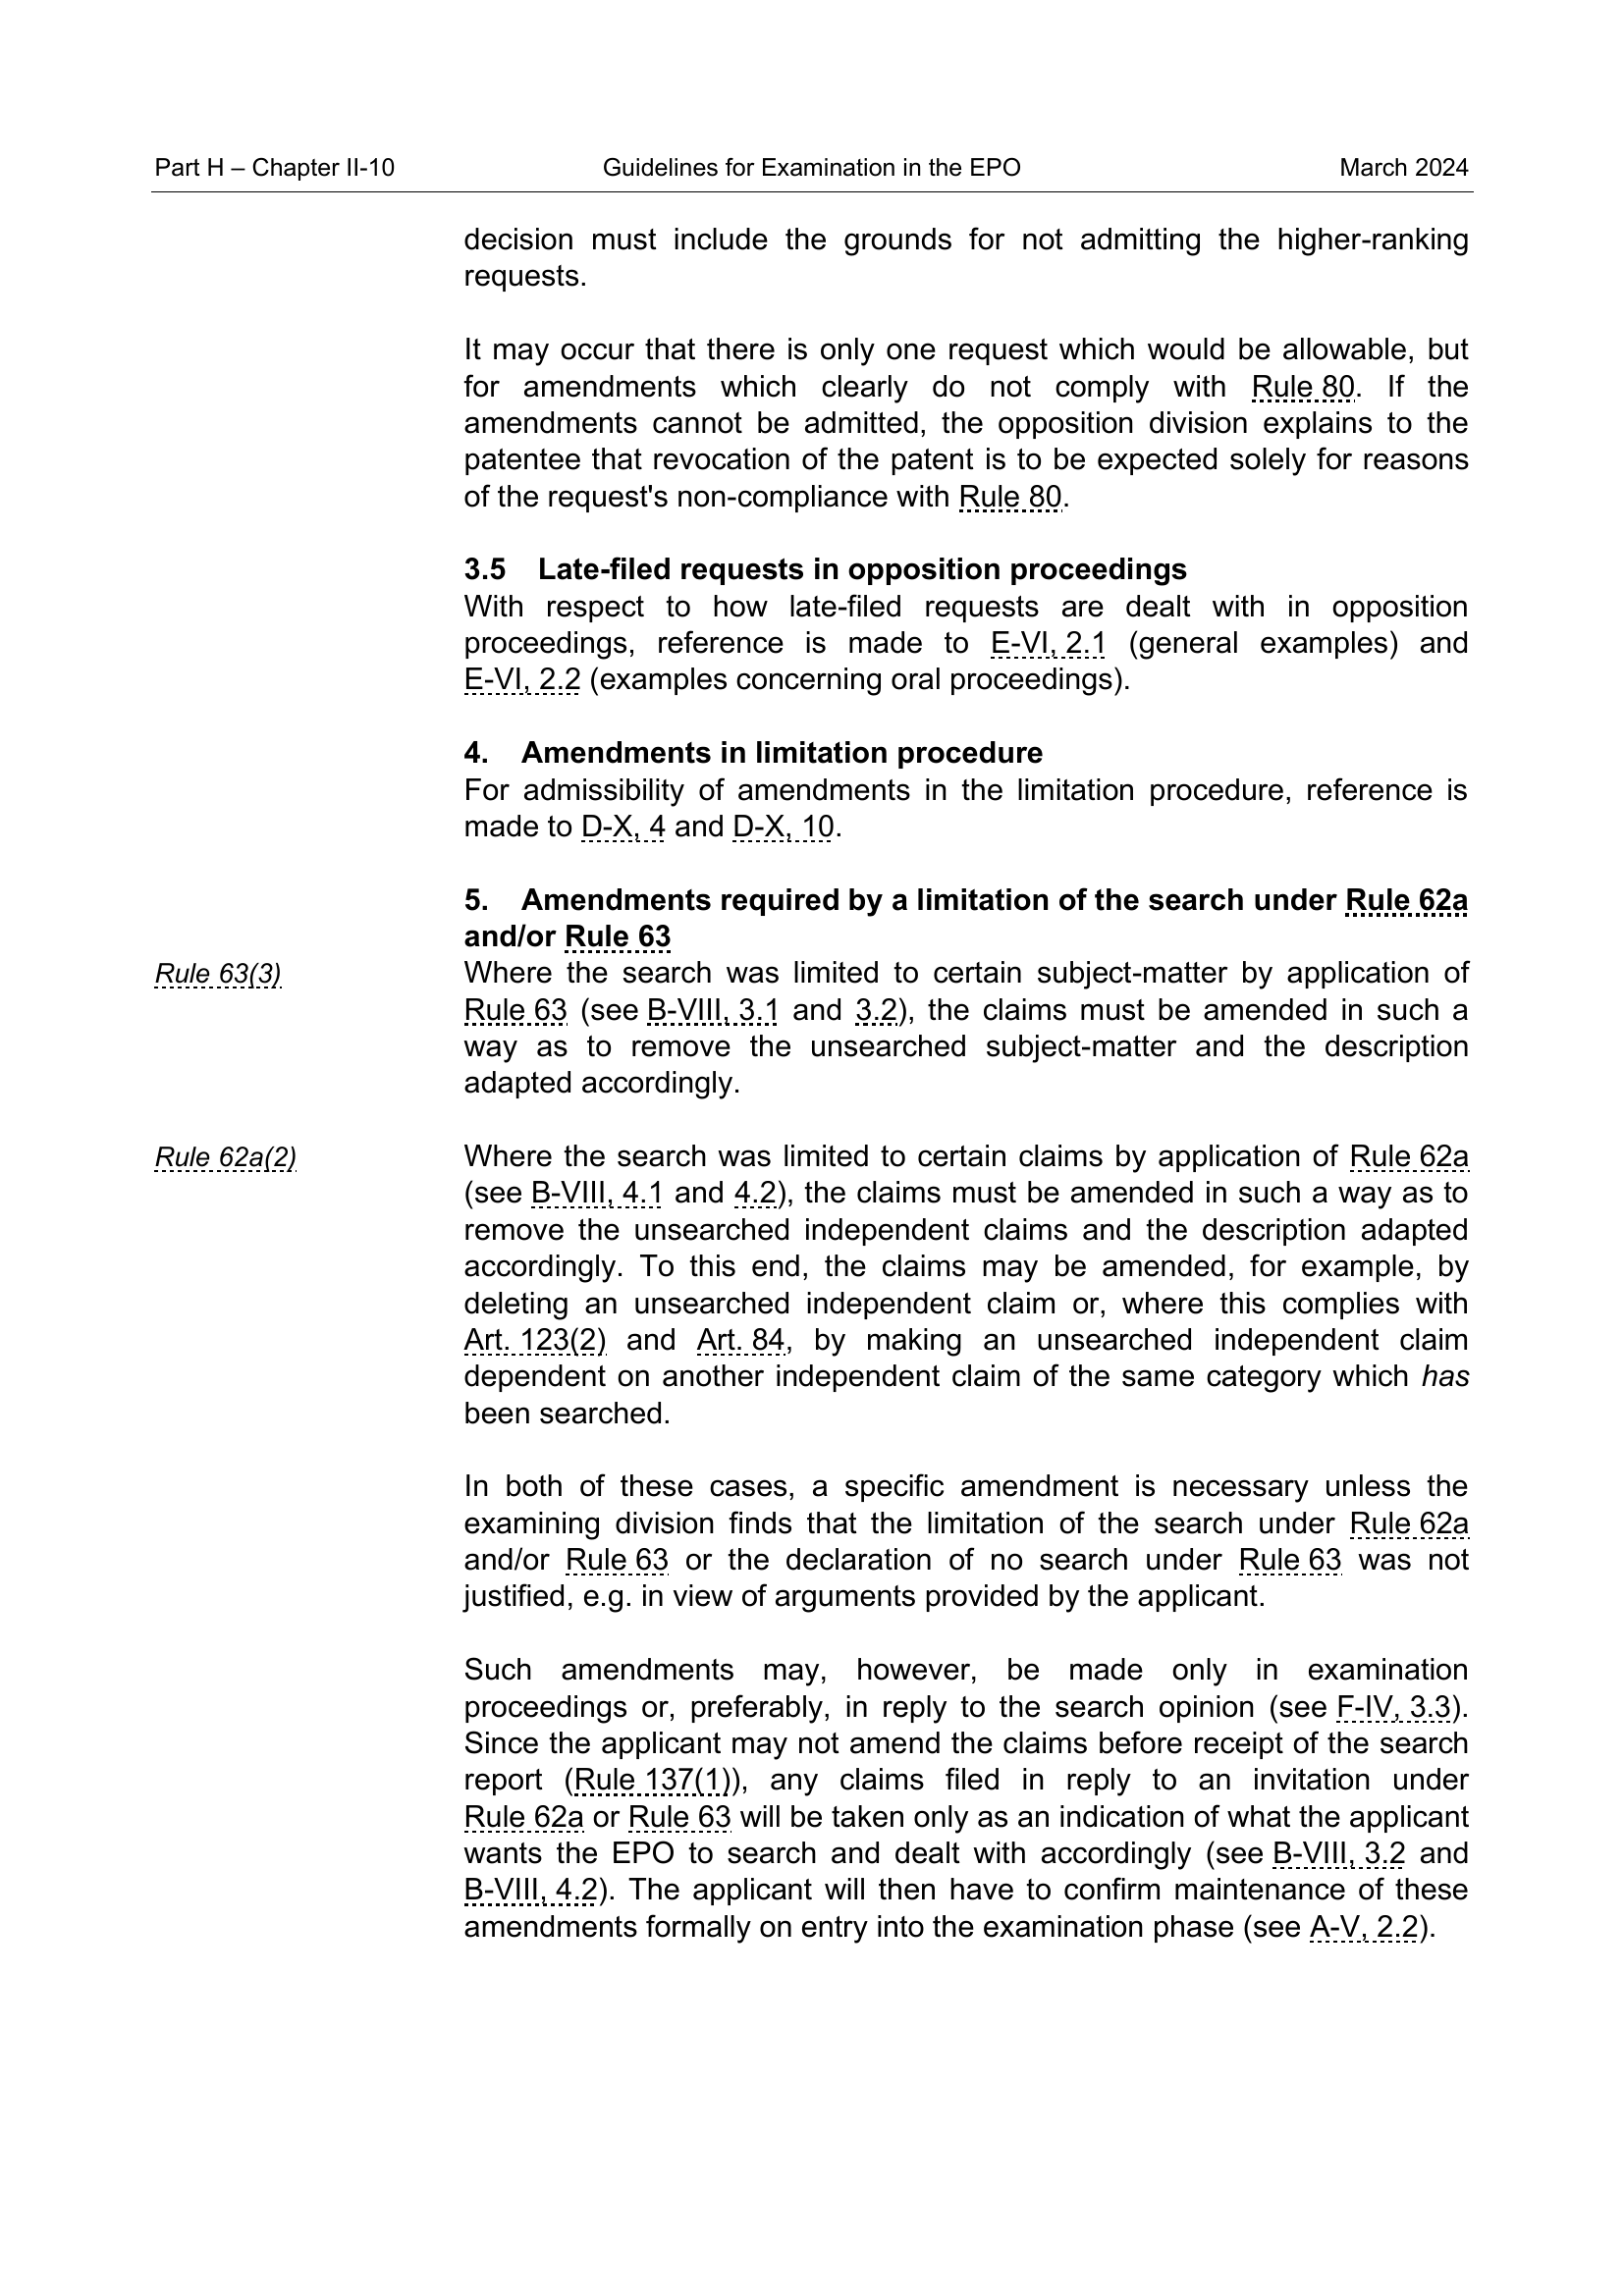 Part H – Chapter II-10 Guidelines for Examination in the EPO March 2024
decision must include the grounds for not admitting the higher-ranking
requests.
It may occur that there is only one request which would be allowable, but
for amendments which clearly do not comply with Rule 80. If the
amendments cannot be admitted, the opposition division explains to the
patentee that revocation of the patent is to be expected solely for reasons
of the request's non-compliance with Rule 80.
3.5 Late-filed requests in opposition proceedings
With respect to how late-filed requests are dealt with in opposition
proceedings, reference is made to E-VI, 2.1 (general examples) and
E-VI, 2.2 (examples concerning oral proceedings).
4. Amendments in limitation procedure
For admissibility of amendments in the limitation procedure, reference is
made to D-X, 4 and D-X, 10.
5. Amendments required by a limitation of the search under Rule 62a
and/or Rule 63
Rule 63(3)
Where the search was limited to certain subject-matter by application of
Rule 63 (see B-VIII, 3.1 and 3.2), the claims must be amended in such a
way as to remove the unsearched subject-matter and the description
adapted accordingly.
Rule 62a(2)
Where the search was limited to certain claims by application of Rule 62a
(see B-VIII, 4.1 and 4.2), the claims must be amended in such a way as to
remove the unsearched independent claims and the description adapted
accordingly. To this end, the claims may be amended, for example, by
deleting an unsearched independent claim or, where this complies with
Art. 123(2) and Art. 84, by making an unsearched independent claim
dependent on another independent claim of the same category which has
been searched.
In both of these cases, a specific amendment is necessary unless the
examining division finds that the limitation of the search under Rule 62a
and/or Rule 63 or the declaration of no search under Rule 63 was not
justified, e.g. in view of arguments provided by the applicant.
Such amendments may, however, be made only in examination
proceedings or, preferably, in reply to the search opinion (see F-IV, 3.3).
Since the applicant may not amend the claims before receipt of the search
report (Rule 137(1)), any claims filed in reply to an invitation under
Rule 62a or Rule 63 will be taken only as an indication of what the applicant
wants the EPO to search and dealt with accordingly (see B-VIII, 3.2 and
B-VIII, 4.2). The applicant will then have to confirm maintenance of these
amendments formally on entry into the examination phase (see A-V, 2.2).